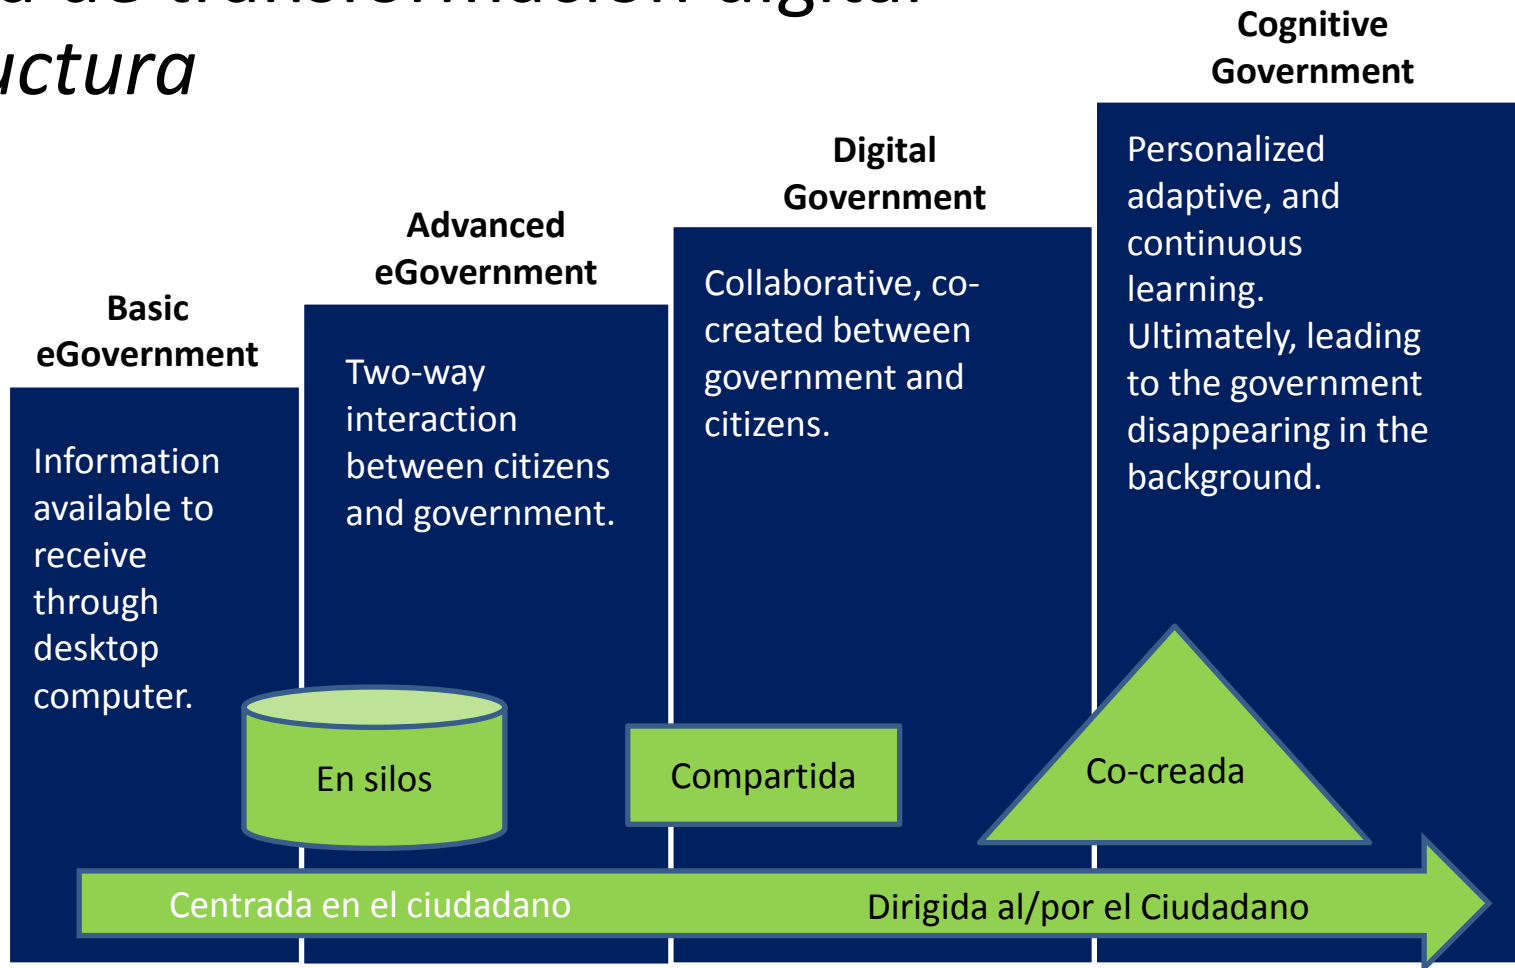 de transformación digital
Basic
eGovernment
Information
available to
receive
through
desktop
computer.
Advanced
eGovernment
Two-way
interaction
between citizens
and government.
Digital
Government
Collaborative, co-
created between
government and
citizens.
Cognitive
Government
Personalized
adaptive, and
continuous
learning.
Ultimately, leading
to the government
disappearing in the
background.
En silos
Compartida
Co-creada
Centrada en el ciudadano
Dirigida al/por el Ciudadano